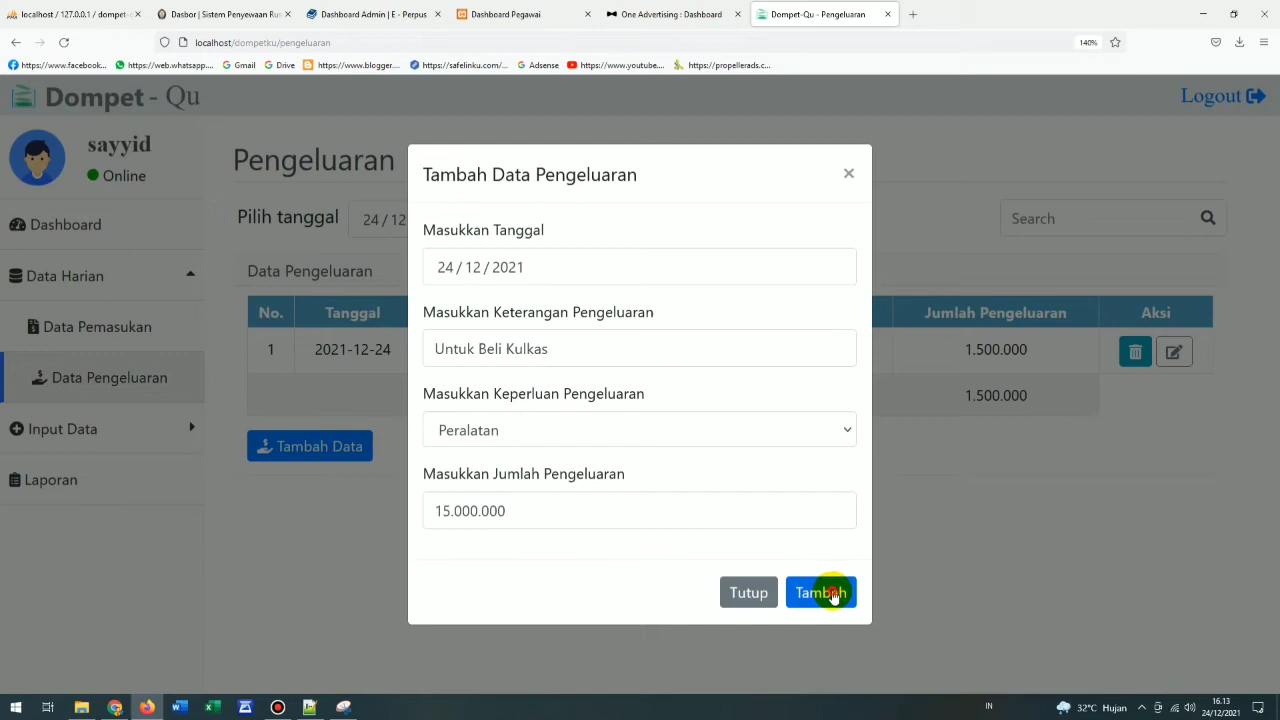 localhost / 127.0.0.1 / dompet-
Dasbor | Sistem Penyewaan Run
Dashboard Admin | E - Perpus
Dashboard Pegawai
One Advertising : Dashboard
Dompet-Qu - Pengeluaran
localhost/dompetku/pengeluaran
140%
https://www.facebook...
https://web.whatsapp....
Gmail
Drive
https://www.blogger....
https://safelinku.com/...
Adsense
https://www.youtube....
https://propellerads.c...
Dompet - Qu
Logout
sayyid
Online
Dashboard
Data Harian
Data Pemasukan
Data Pengeluaran
Input Data
Laporan
Pengeluaran
Pilih tanggal
24 / 12
Search
Data Pengeluaran
No.
Tanggal
Jumlah Pengeluaran
Aksi
1
2021-12-24
1.500.000
1.500.000
Tambah Data
Tambah Data Pengeluaran
×
Masukkan Tanggal
24 / 12 / 2021
Masukkan Keterangan Pengeluaran
Untuk Beli Kulkas
Masukkan Keperluan Pengeluaran
Peralatan
Masukkan Jumlah Pengeluaran
15.000.000
Tutup
Tambah
IN
32°C Hujan
16.13
24/12/2021